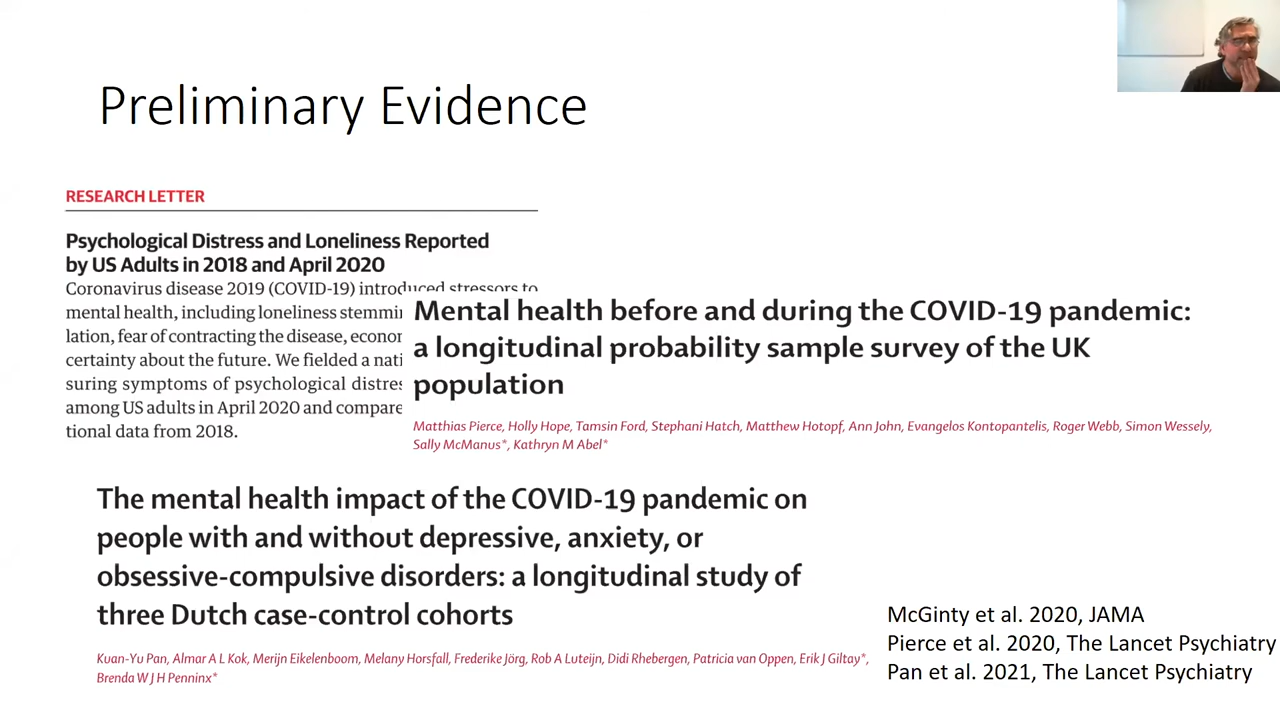 Preliminary Evidence
RESEARCH LETTER
Psychological Distress and Loneliness Reported
by US Adults in 2018 and April 2020
Coronavirus disease 2019 (COVID-19) introduced stressors to
mental health, including loneliness stemmi
lation, fear of contracting the disease, econor
certainty about the future. We fielded a nati
suring symptoms of psychological distres
among US adults in April 2020 and compare
tional data from 2018.
Mental health before and during the COVID-19 pandemic:
a longitudinal probability sample survey of the UK
population
Matthias Pierce, Holly Hope, Tamsin Ford, Stephani Hatch, Matthew Hotopf, Ann John, Evangelos Kontopantelis, Roger Webb, Simon Wessely,
Sally McManus*, Kathryn M Abel*
The mental health impact of the COVID-19 pandemic on
people with and without depressive, anxiety, or
obsessive-compulsive disorders: a longitudinal study of
three Dutch case-control cohorts
Kuan-Yu Pan, Almar A L Kok, Merijn Eikelenboom, Melany Horsfall, Frederike Jörg, Rob A Luteijn, Didi Rhebergen, Patricia van Oppen, Erik J Giltay*,
Brenda W J H Penninx*
McGinty et al. 2020, JAMA
Pierce et al. 2020, The Lancet Psychiatry
Pan et al. 2021, The Lancet Psychiatry